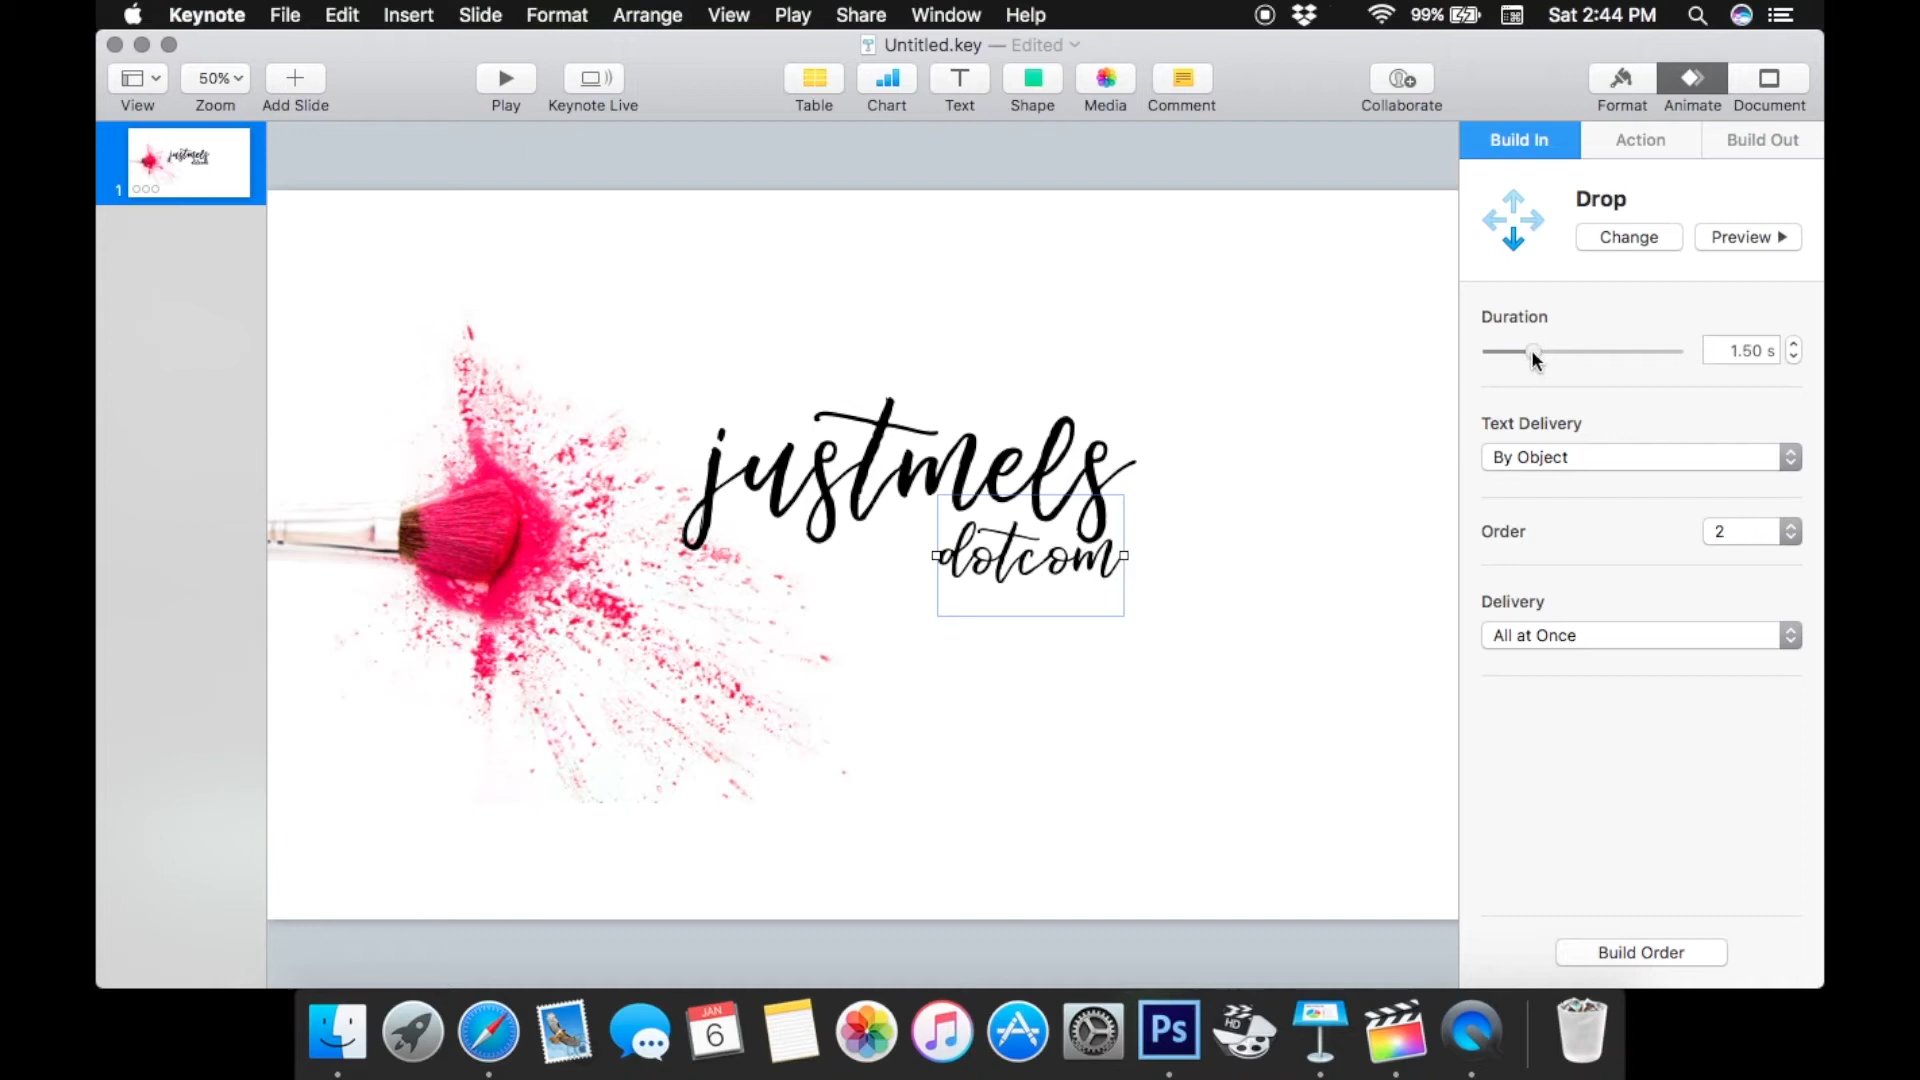 Keynote File Edit Insert Slide Format Arrange View Play Share Window Help 99% Sat 2:44 PM
Untitled.key — Edited
50%
View Zoom Add Slide Play Keynote Live Table Chart Text Shape Media Comment Collaborate Format Animate Document
Build In Action Build Out
justmels
dotcom
1
Drop
Change Preview
Duration
1.50 s
Text Delivery
By Object
Order 2
Delivery
All at Once
Build Order
justmels
dotcom
JAN
6
Ps
HD